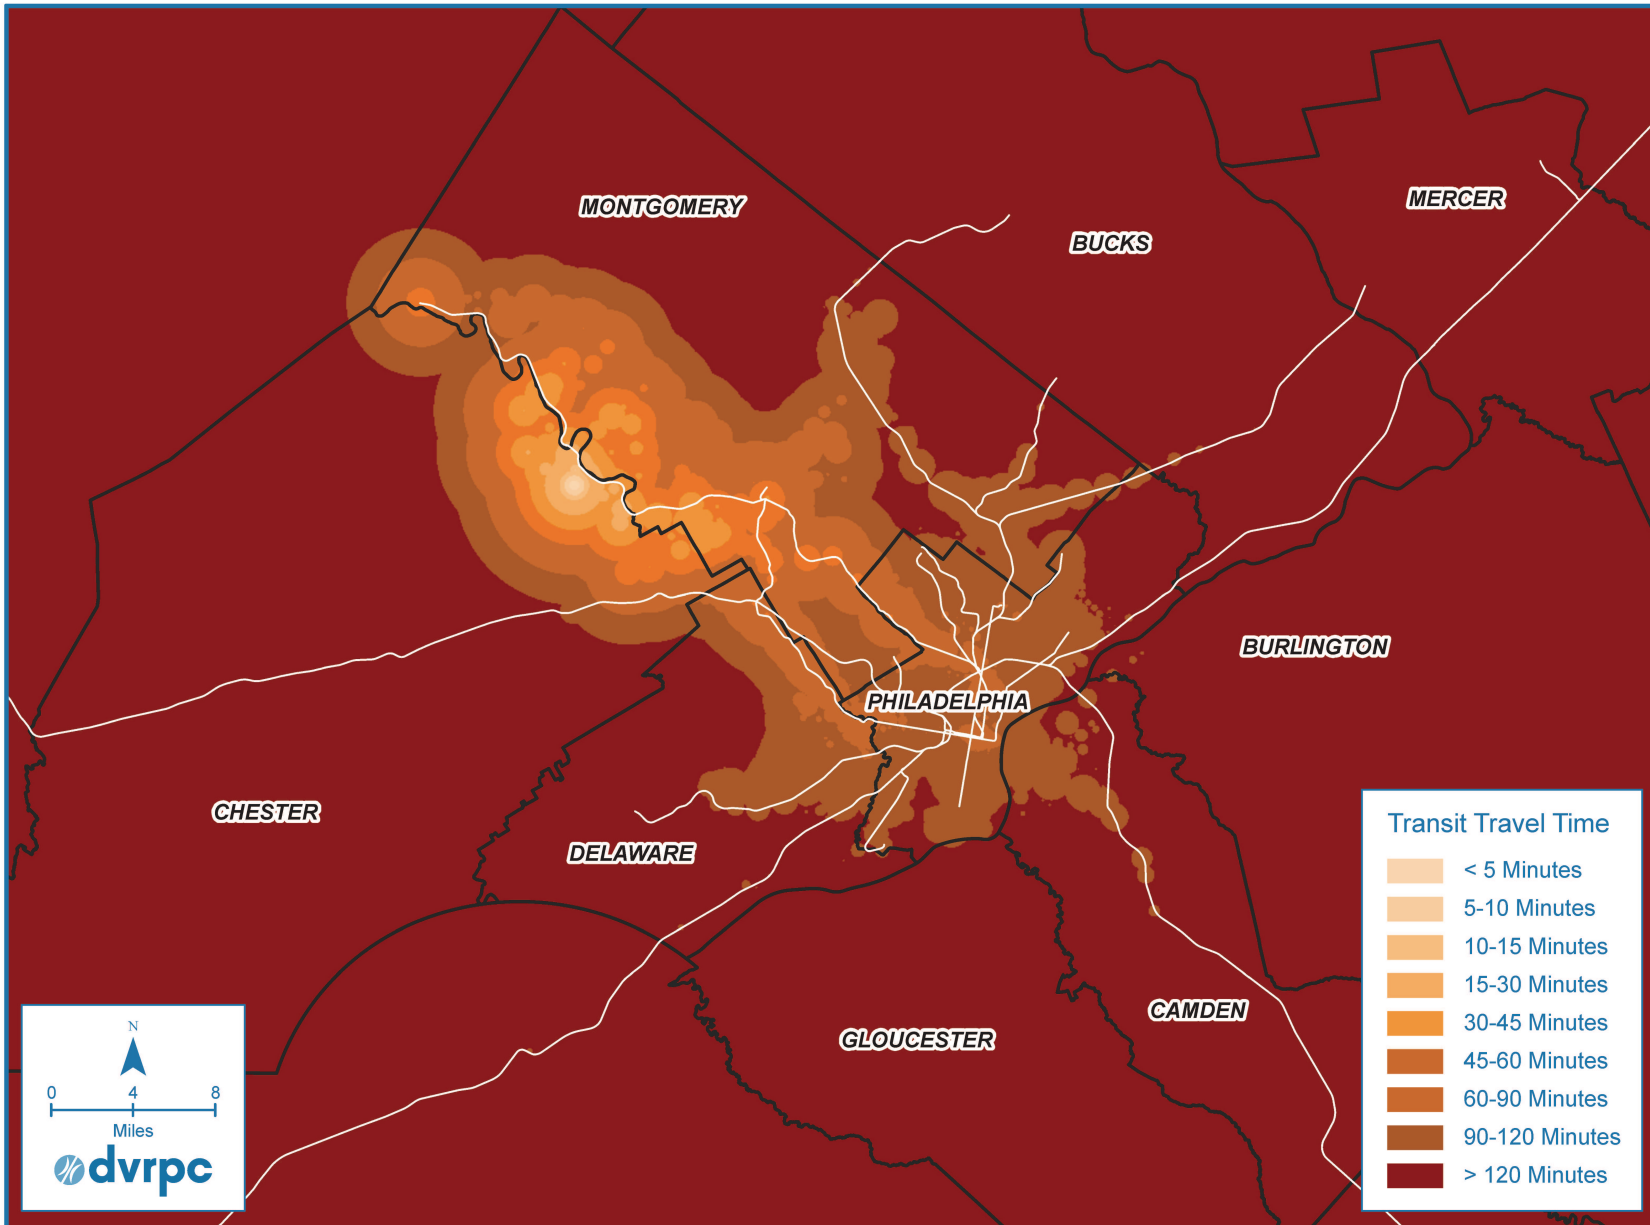 MONTGOMERY
MERCER
BUCKS
BURLINGTON
PHILADELPHIA
CHESTER
DELAWARE
CAMDEN
GLOUCESTER
Transit Travel Time
< 5 Minutes
5-10 Minutes
10-15 Minutes
15-30 Minutes
30-45 Minutes
45-60 Minutes
60-90 Minutes
90-120 Minutes
> 120 Minutes
N
0 4 8
Miles
dvrpc